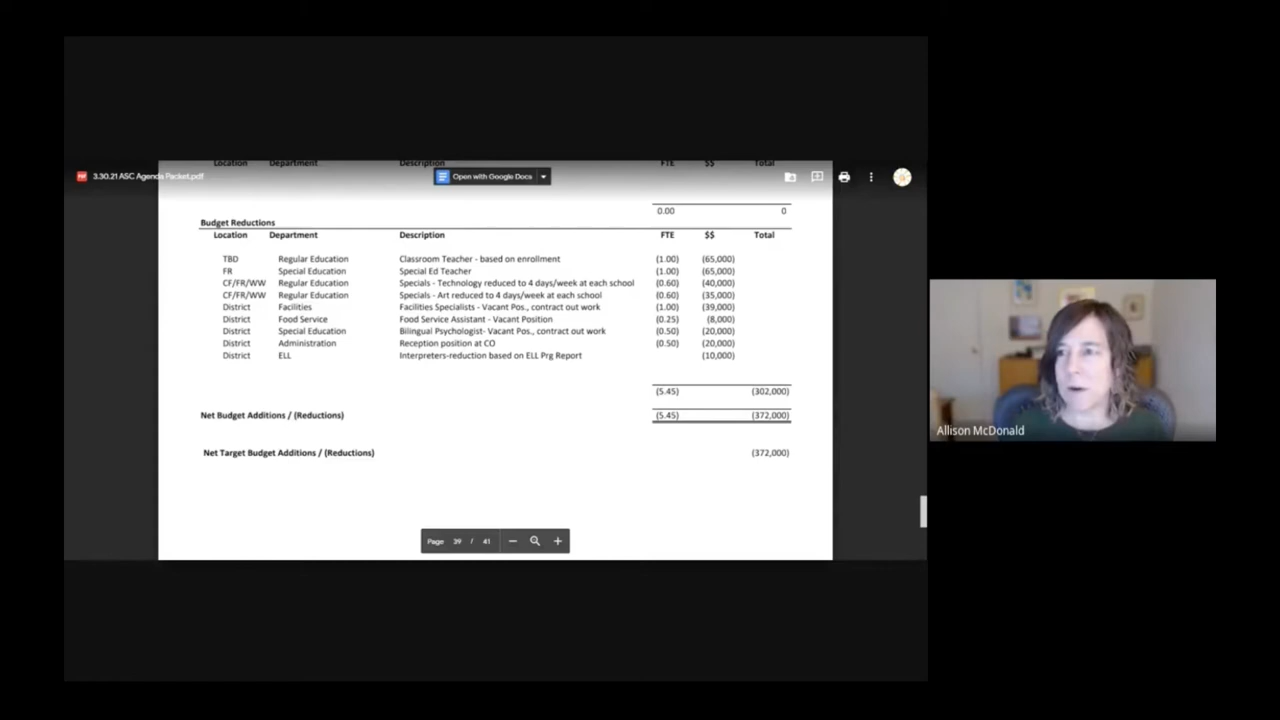 Location Department Description FTE $$ Total
3.30.21 ASC Agenda Packet.pdf Open with Google Docs
0.00 0
Budget Reductions
Location Department Description FTE $$ Total
TBD Regular Education Classroom Teacher - based on enrollment (1.00) (65,000)
FR Special Education Special Ed Teacher (1.00) (65,000)
CF/FR/WW Regular Education Specials - Technology reduced to 4 days/week at each school (0.60) (40,000)
CF/FR/WW Regular Education Specials - Art reduced to 4 days/week at each school (0.60) (35,000)
District Facilities Facilities Specialists - Vacant Pos., contract out work (1.00) (39,000)
District Food Service Food Service Assistant - Vacant Position (0.25) (8,000)
District Special Education Bilingual Psychologist- Vacant Pos., contract out work (0.50) (20,000)
District Administration Reception position at CO (0.50) (20,000)
District ELL Interpreters-reduction based on ELL Prg Report (10,000)
(5.45) (302,000)
Net Budget Additions / (Reductions) (5.45) (372,000)
Net Target Budget Additions / (Reductions) (372,000)
Page 39 / 41
Allison McDonald